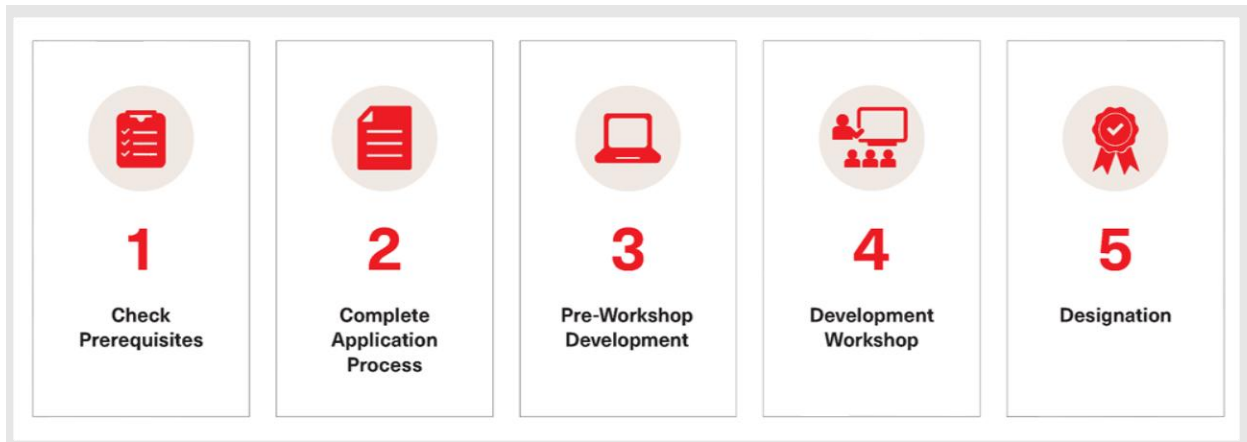 1
Check
Prerequisites
2
Complete
Application
Process
3
Pre-Workshop
Development
4
Development
Workshop
5
Designation